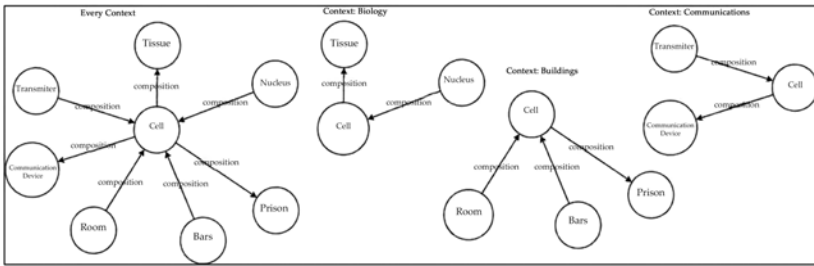 Every Context
Tissue
Transmiter
Nucleus
composition
composition
composition
Cell
composition
Communication
Device
composition
composition
composition
Room
Bars
Prison
Context: Biology
Tissue
composition
Nucleus
composition
Cell
Context: Buildings
Cell
composition
composition
composition
Room
Bars
Prison
Context: Communications
Transmiter
composition
Cell
composition
Communication
Device